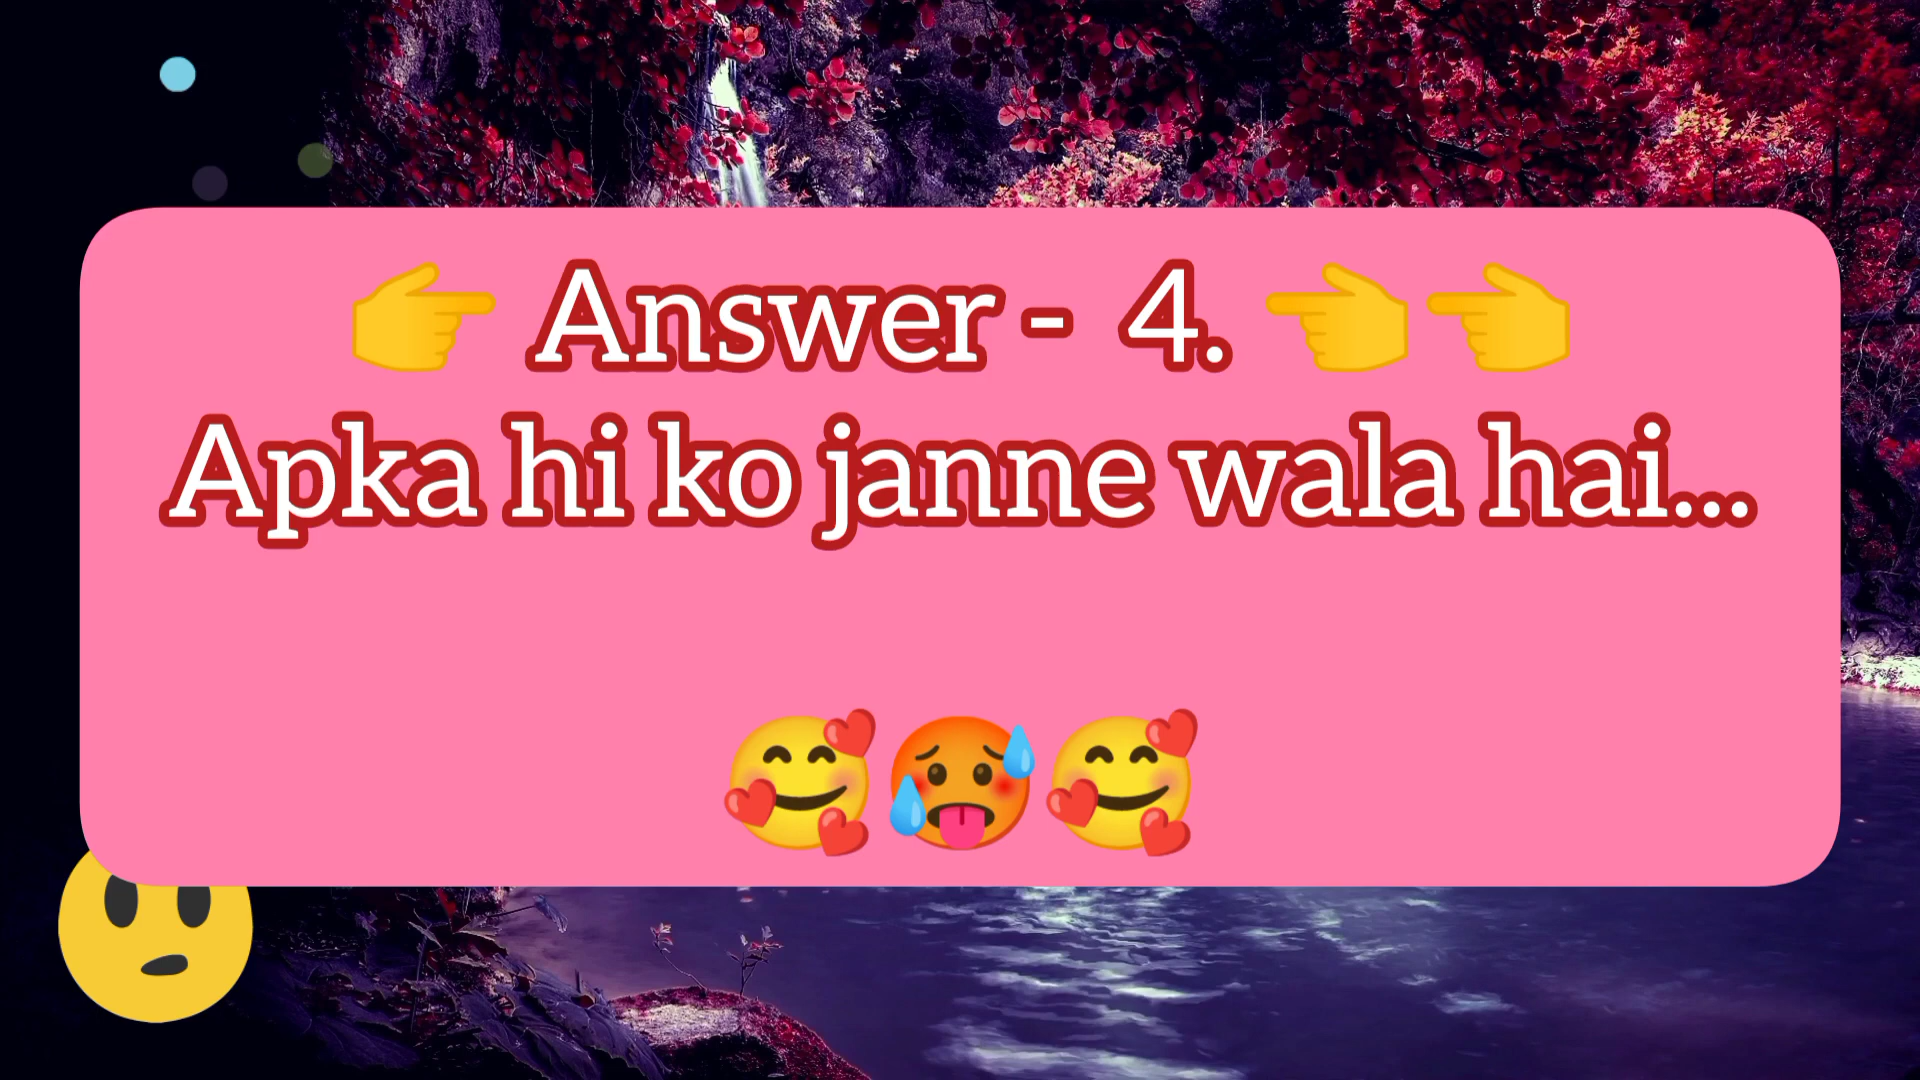 👉 Answer - 4. 👈👈
Apka hi ko janne wala hai...
🥰🥵🥰